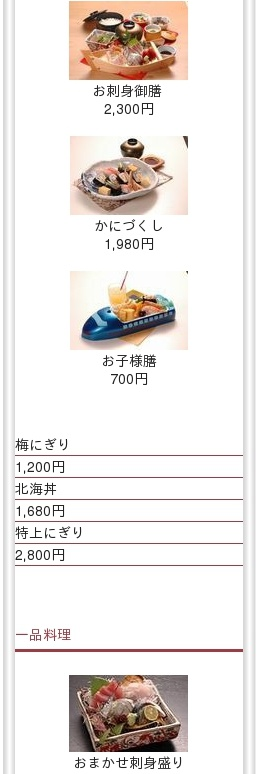 お刺身御膳
2,300円
かにづくし
1,980円
お子様膳
700円
梅にぎり
1,200円
北海丼
1,680円
特上にぎり
2,800円
一品料理
おまかせ刺身盛り